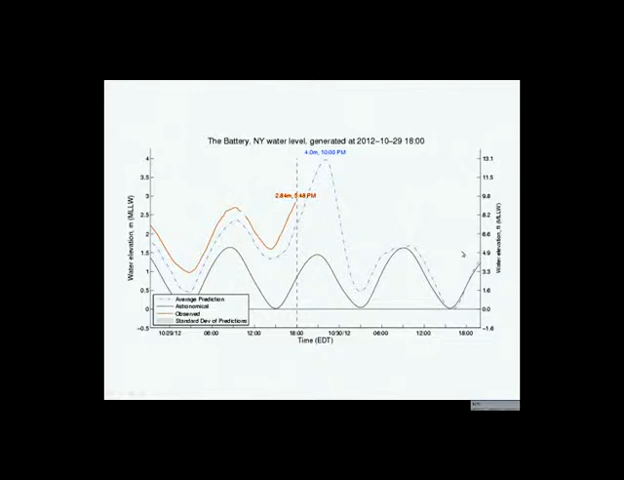 The Battery, NY water level, generated at 2012-10-29 18:00
4.0m, 10:00 PM
2.84m, 5:48 PM
4
3.5
3
2.5
2
1.5
1
0.5
0
-0.5
Water elevation, m (MLLW)
13.1
11.5
9.8
8.2
6.6
4.9
3.3
1.6
0.0
-1.6
Water elevation, ft (MLLW)
Average Prediction
Astronomical
Observed
Standard Dev of Predictions
10/29/12 06:00 12:00 18:00 10/30/12 06:00 12:00 18:00
Time (EDT)